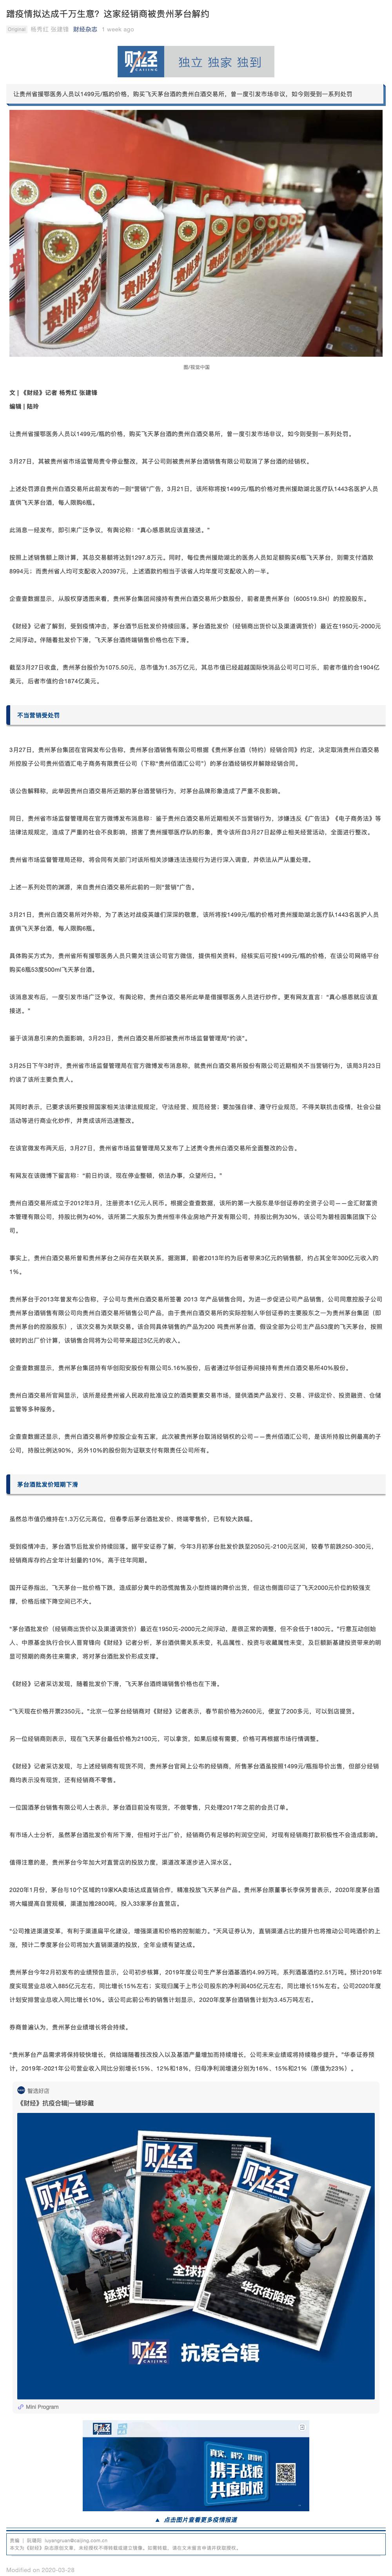 蹭疫情拟达成千万生意？这家经销商被贵州茅台解约
Original 杨秀红 张建锋 财经杂志 1 week ago
财经
CAIJING
独立 独家 独到
让贵州省援鄂医务人员以1499元/瓶的价格，购买飞天茅台酒的贵州白酒交易所，曾一度引发市场非议，如今则受到一系列处罚
图/视觉中国
文 | 《财经》记者 杨秀红 张建锋
编辑 | 陆玲
让贵州省援鄂医务人员以1499元/瓶的价格，购买飞天茅台酒的贵州白酒交易所，曾一度引发市场非议，如今则受到一系列处罚。
3月27日，其被贵州省市场监管局责令停业整改，其子公司则被贵州茅台酒销售有限公司取消了茅台酒的经销权。
上述处罚源自贵州白酒交易所此前发布的一则“营销”广告。3月21日，该所称将按1499元/瓶的价格对贵州援助湖北医疗队1443名医护人员
直供飞天茅台酒，每人限购6瓶。
此消息一经发布，即引来广泛争议，有舆论称：“真心感恩就应该直接送。”
按照上述销售额上限计算，其总交易额将达到1297.8万元。同时，每位贵州援助湖北的医务人员如足额购买6瓶飞天茅台，则需支付酒款
8994元；而贵州省人均可支配收入20397元，上述酒款约相当于该省人均年度可支配收入的一半。
企查查数据显示，从股权穿透图来看，贵州茅台集团间接持有贵州白酒交易所少数股份，前者是贵州茅台（600519.SH）的控股股东。
《财经》记者了解到，受到疫情冲击，茅台酒节后批发价持续回落。茅台酒批发价（经销商出货价以及渠道调货价）最近在1950元-2000元
之间浮动。伴随着批发价下滑，飞天茅台酒终端销售价格也在下滑。
截至3月27日收盘，贵州茅台股价为1075.50元，总市值为1.35万亿元，其总市值已经超越国际快消品公司可口可乐，前者市值约合1904亿
美元，后者市值约合1874亿美元。
不当营销受处罚
3月27日，贵州茅台集团在官网发布公告称，贵州茅台酒销售有限公司根据《贵州茅台酒（特约）经销合同》约定，决定取消贵州白酒交易
所控股子公司贵州佰酒汇电子商务有限责任公司（下称“贵州佰酒汇公司”）的茅台酒经销权并解除经销合同。
该公告解释称，此举因贵州白酒交易所近期的茅台酒营销行为，对茅台品牌形象造成了严重不良影响。
同日，贵州省市场监督管理局在官方微博发布消息称：鉴于贵州白酒交易所近期相关不当营销行为，涉嫌违反《广告法》《电子商务法》等
法律法规规定，造成了严重的社会不良影响，损害了贵州援鄂医疗队的形象，责令该所自3月27日起停止相关经营活动，全面进行整改。
贵州省市场监督管理局还称，将会同有关部门对该所相关涉嫌违法违规行为进行深入调查，并依法从严从重处理。
上述一系列处罚的渊源，来自贵州白酒交易所此前的一则“营销”广告。
3月21日，贵州白酒交易所对外称，为了表达对战疫英雄们深深的敬意，该所将按1499元/瓶的价格对贵州援助湖北医疗队1443名医护人员
直供飞天茅台酒，每人限购6瓶。
具体购买方式为，贵州省所有援鄂医务人员只需关注该公司官方微信，提供相关资料，经核实后可按1499元/瓶的价格，在该公司网络平台
购买6瓶53度500ml飞天茅台酒。
该消息发布后，一度引发市场广泛争议，有舆论称，贵州白酒交易所此举是借援鄂医务人员进行炒作。更有网友直言：“真心感恩就应该直
接送。”
鉴于该消息引来的负面影响，3月23日，贵州白酒交易所即被贵州市场监督管理局“约谈”。
3月25日下午3时许，贵州省市场监督管理局在官方微博发布消息称，就贵州白酒交易所股份有限公司近期相关不当营销行为，该局3月23日
约谈了该所主要负责人。
其同时表示，已要求该所要按照国家相关法律法规规定，守法经营、规范经营；要加强自律、遵守行业规范，不得关联抗击疫情、社会公益
活动等进行商业化炒作，并责成该所迅速整改。
在该官微发布两天后，3月27日，贵州省市场监督管理局又发布了上述责令贵州白酒交易所全面整改的公告。
有网友在该微博下留言称：“前日约谈，现在停业整顿，依法办事，众望所归。”
贵州白酒交易所成立于2012年3月，注册资本1亿元人民币。根据企查查数据，该所的第一大股东是华创证券的全资子公司——金汇财富资
本管理有限公司，持股比例为40%，该所第二大股东为贵州恒丰伟业房地产开发有限公司，持股比例为30%，该公司为碧桂园集团旗下公
司。
事实上，贵州白酒交易所曾和贵州茅台之间存在关联关系，据测算，前者2013年约为后者带来3亿元的销售额，约占其全年300亿元收入的
1%。
贵州茅台于2013年曾发布公告称，子公司与贵州白酒交易所签署 2013 年产品销售合同。为进一步促进公司产品销售，公司同意控股子公司
贵州茅台酒销售有限公司向贵州白酒交易所销售公司产品，由于贵州白酒交易所的实际控制人华创证券的主要股东之一为贵州茅台集团（即
贵州茅台的控股股东），该次交易为关联交易。该合同具体销售的产品为200 吨贵州茅台酒，假设全部为公司主产品53度的飞天茅台，按照
彼时的出厂价计算，该销售合同将为公司带来超过3亿元的收入。
企查查数据显示，贵州茅台集团持有华创阳安股份有限公司5.16%股份，后者通过华创证券间接持有贵州白酒交易所40%股份。
贵州白酒交易所官网显示，该所是经贵州省人民政府批准设立的酒类要素交易市场，提供酒类产品发行、交易、评级定价、投资融资、仓储
监管等多种服务。
企查查数据还显示，贵州白酒交易所参控股企业有五家，此次被贵州茅台取消经销权的公司——贵州佰酒汇公司，是该所持股比例最高的子
公司，持股比例达90%，另外10%的股份则为证联支付有限责任公司所有。
茅台酒批发价短期下滑
虽然总市值仍维持在1.3万亿元高位，但春季后茅台酒批发价、终端零售价，已有较大跌幅。
受到疫情冲击，茅台酒节后批发价持续回落。据平安证券了解，今年3月初茅台批发价跌至2050元-2100元区间，较春节前跌250-300元，
经销商库存约占全年计划量的10%，高于往年同期。
国开证券指出，飞天茅台一批价格下跌，造成部分黄牛的恐慌抛售及小型终端的降价出货，但这也侧面印证了飞天2000元价位的较强支
撑，价格后续下降空间已不大。
“茅台酒批发价（经销商出货价以及渠道调货价）最近在1950元-2000元之间浮动，是很正常的调整，但不会低于1800元。”行意互动创始
人、中原基金执行合伙人晋育锋向《财经》记者分析，茅台酒供需关系未变，礼品属性、投资与收藏属性未变，及巨额新基建投资带来的明
显可预期的商务往来需求，将对茅台酒批发价形成支撑。
《财经》记者采访发现，随着批发价下滑，飞天茅台酒终端销售价格也在下滑。
“飞天现在价格开票2350元。”北京一位茅台经销商对《财经》记者表示，春节前价格为2600元，便宜了200多元，可以到店提货。
另一位经销商则表示，现在飞天茅台最低价格为2100元，可以拿货，如果后续有需要，价格可再根据市场行情调整。
《财经》记者采访发现，与上述经销商有现货不同，贵州茅台官网上公布的经销商，所售茅台酒虽按照1499元/瓶指导价出售，但部分经销
商均表示没有现货，还有经销商不零售。
一位国酒茅台销售有限公司人士表示，茅台酒目前没有现货，不做零售，只处理2017年之前的会员订单。
有市场人士分析，虽然茅台酒批发价有所下滑，但相对于出厂价，经销商仍有足够的利润空空间，对现有经销商打款积极性不会造成影响。
值得注意的是，贵州茅台今年加大对直营店的投放力度，渠道改革逐步进入深水区。
2020年1月份，茅台与10个区域的19家KA卖场达成直销合作，精准投放飞天茅台产品。贵州茅台原董事长李保芳曾表示，2020年度茅台酒
将大幅提高自营规模，渠道加推2800吨，投入33家茅台直营店。
“公司推进渠道变革，有利于渠道扁平化建设，增强渠道和价格的控制能力。”天风证券认为，直销渠道占比的提升也将推动公司吨酒价的上
涨，预计二季度茅台公司将加大直销渠道的投放，全年业绩有望达成。
贵州茅台今年2月初发布的业绩预告显示，公司初步核算，2019年度公司生产茅台酒基酒约4.99万吨，系列酒基酒约2.51万吨。预计2019年
度实现营业总收入885亿元左右，同比增长15%左右；实现归属于上市公司股东的净利润405亿元左右，同比增长15%左右。公司2020年度
计划安排营业总收入同比增长10%。该公司此前公布的销售计划显示，2020年度茅台酒销售计划为3.45万吨左右。
券商普遍认为，贵州茅台业绩增长将会持续。
“贵州茅台产品需求将保持较快增长，供给端随着技改投入以及基酒产量增加而持续增长，公司未来业绩或将持续稳步提升。”华泰证券预
计，2019年-2021年公司营业收入同比分别增长15%、12%和18%，归母净利润增速分别为16%、15%和21%（原值为23%）。
智选好店
《财经》抗疫合辑|一键珍藏
财经
财经
财经
全球抗
华尔街陷疫
财经
CAIJING
抗疫合辑
Mini Program
财经
真实，科学，建设性
携手战疫
共度时艰
▲ 点击图片查看更多疫情报道
本文为《财经》杂志原创文章，未经授权不得转载或建立镜像。如需转载，请在文末留言申请并获取授权。
Modified on 2020-03-28